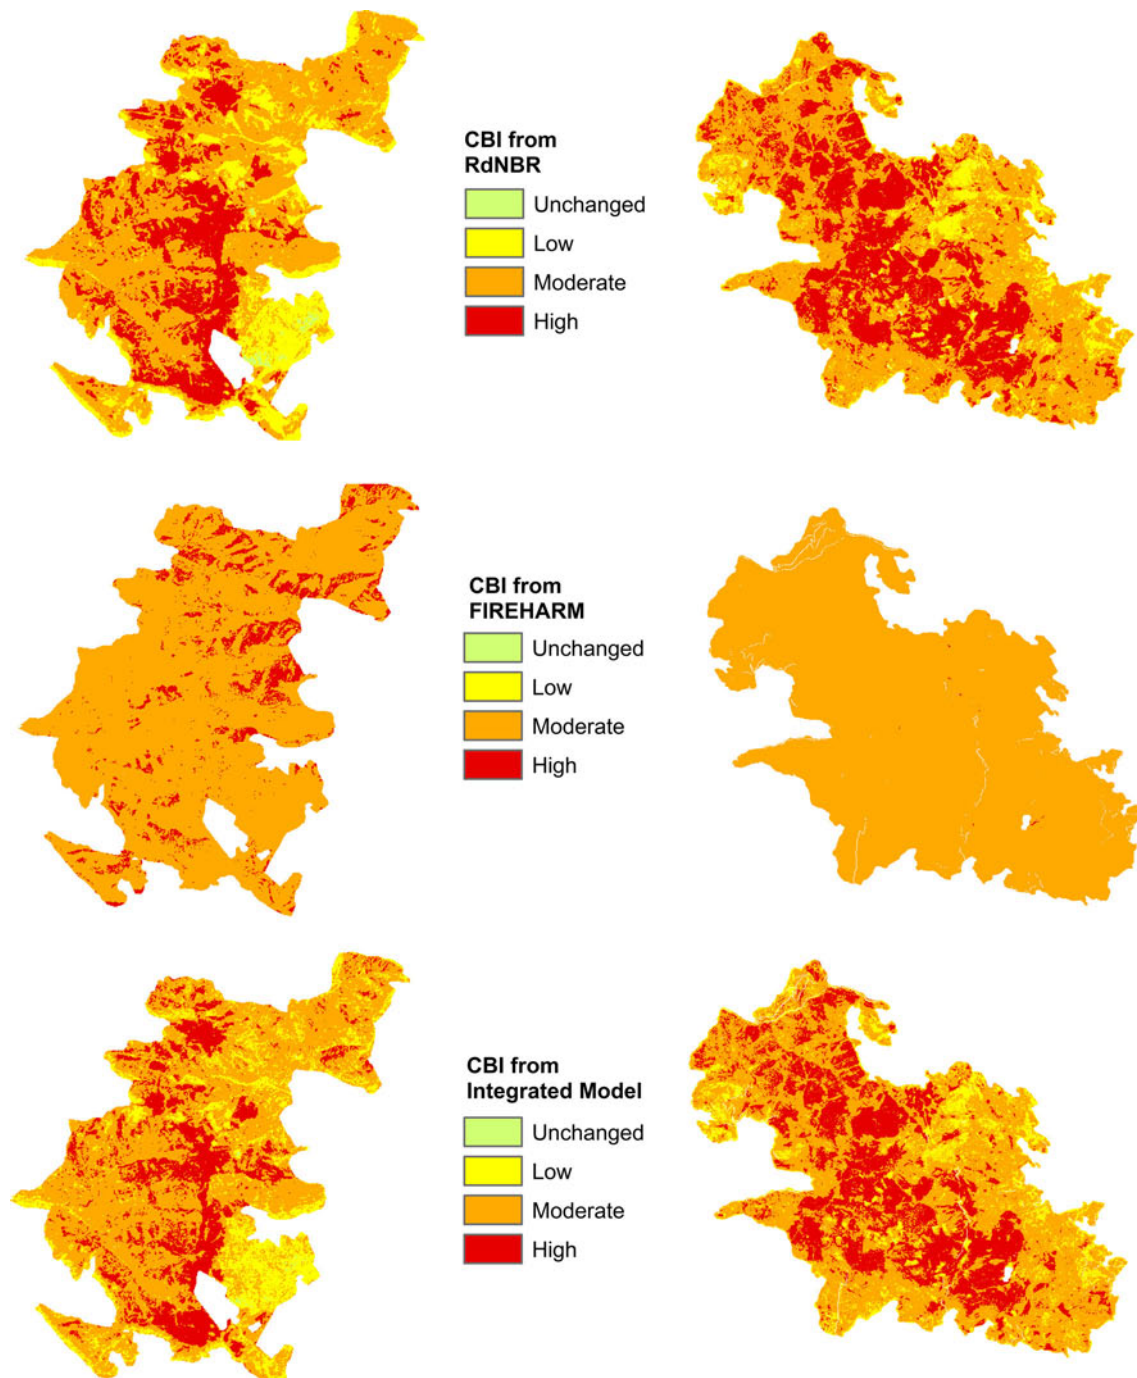 CBI from
RdNBR
Unchanged
Low
Moderate
High
CBI from
FIREHARM
Unchanged
Low
Moderate
High
CBI from
Integrated Model
Unchanged
Low
Moderate
High